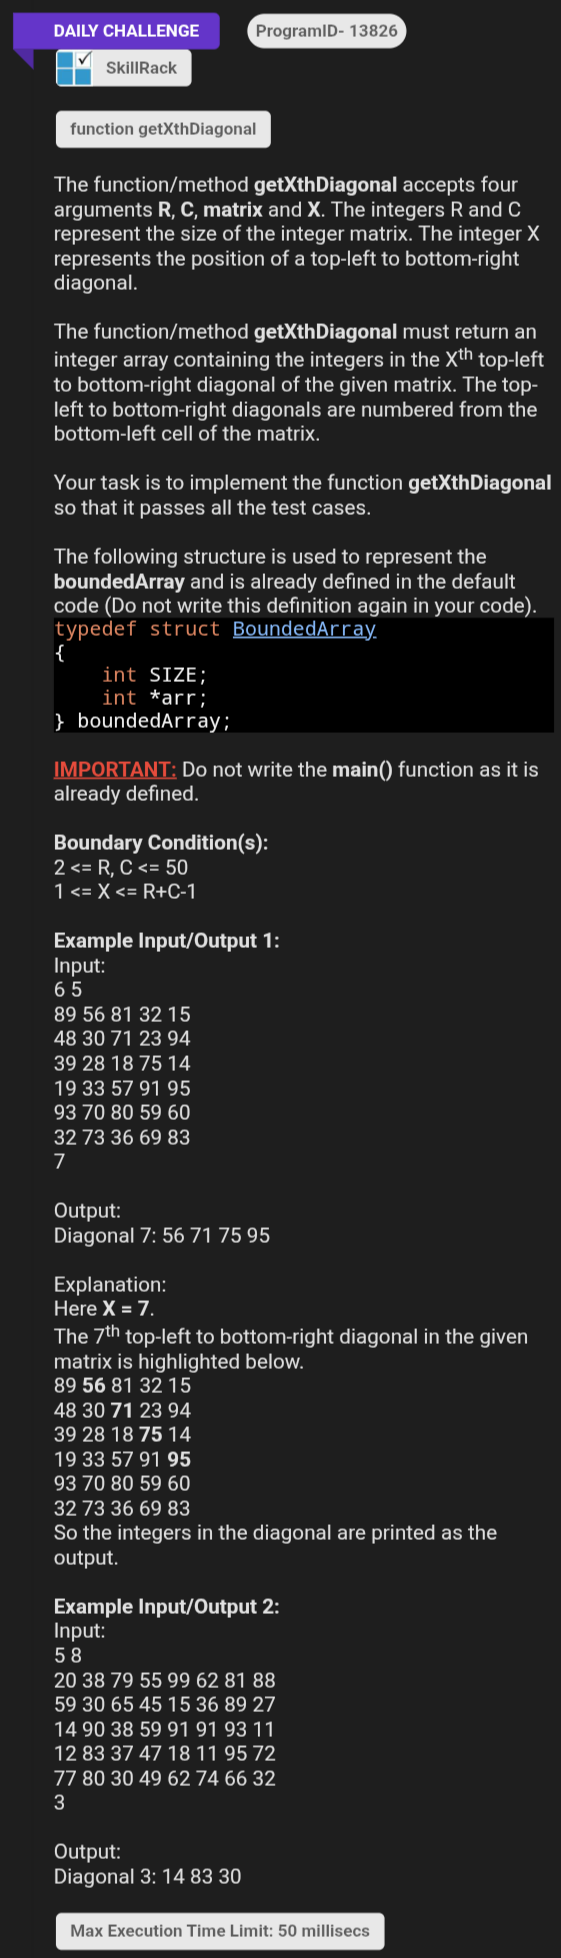 DAILY CHALLENGE
ProgramID- 13826
SkillRack
function getXthDiagonal
The function/method getXthDiagonal accepts four
arguments R, C, matrix and X. The integers R and C
represent the size of the integer matrix. The integer X
represents the position of a top-left to bottom-right
diagonal.
The function/method getXthDiagonal must return an
integer array containing the integers in the Xth top-left
to bottom-right diagonal of the given matrix. The top-
left to bottom-right diagonals are numbered from the
bottom-left cell of the matrix.
Your task is to implement the function getXthDiagonal
so that it passes all the test cases.
The following structure is used to represent the
boundedArray and is already defined in the default
code (Do not write this definition again in your code).
typedef struct BoundedArray
{
    int SIZE;
    int *arr;
} boundedArray;
IMPORTANT: Do not write the main() function as it is
already defined.
Boundary Condition(s):
2 <= R, C <= 50
1 <= X <= R+C-1
Example Input/Output 1:
Input:
6 5
89 56 81 32 15
48 30 71 23 94
39 28 18 75 14
19 33 57 91 95
93 70 80 59 60
32 73 36 69 83
7
Output:
Diagonal 7: 56 71 75 95
Explanation:
Here X = 7.
The 7th top-left to bottom-right diagonal in the given
matrix is highlighted below.
89 56 81 32 15
48 30 71 23 94
39 28 18 75 14
19 33 57 91 95
93 70 80 59 60
32 73 36 69 83
So the integers in the diagonal are printed as the
output.
Example Input/Output 2:
Input:
5 8
20 38 79 55 99 62 81 88
59 30 65 45 15 36 89 27
14 90 38 59 91 91 93 11
12 83 37 47 18 11 95 72
77 80 30 49 62 74 66 32
3
Output:
Diagonal 3: 14 83 30
Max Execution Time Limit: 50 millisecs